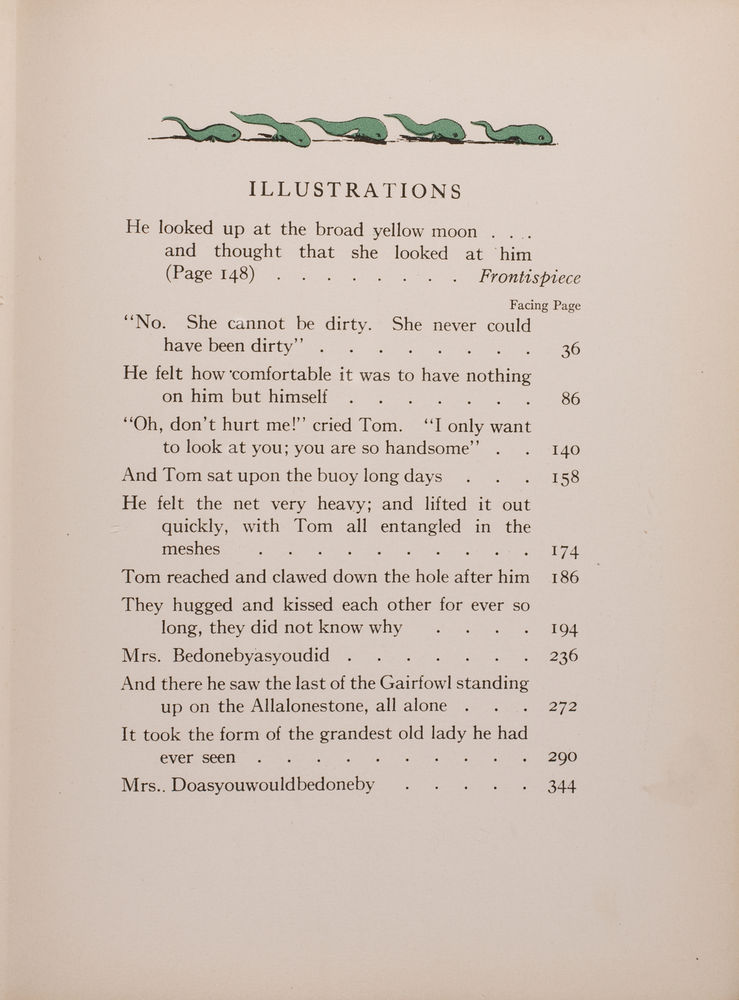 ILLUSTRATIONS
He looked up at the broad yellow moon . . .
and thought that she looked at him
(Page 148) . . . . . . . Frontispiece
Facing Page
“No. She cannot be dirty. She never could
have been dirty” . . . . . . . . 36
He felt how comfortable it was to have nothing
on him but himself . . . . . . . 86
“Oh, don’t hurt me!” cried Tom. “I only want
to look at you; you are so handsome” . . 140
And Tom sat upon the buoy long days . . . 158
He felt the net very heavy; and lifted it out
quickly, with Tom all entangled in the
meshes . . . . . . . . . . 174
Tom reached and clawed down the hole after him 186
They hugged and kissed each other for ever so
long, they did not know why . . . . 194
Mrs. Bedonebyasyoudid . . . . . . . 236
And there he saw the last of the Gairfowl standing
up on the Allalonestone, all alone . . . 272
It took the form of the grandest old lady he had
ever seen . . . . . . . . . . 290
Mrs.. Doasyouwouldbedoneby . . . . . 344